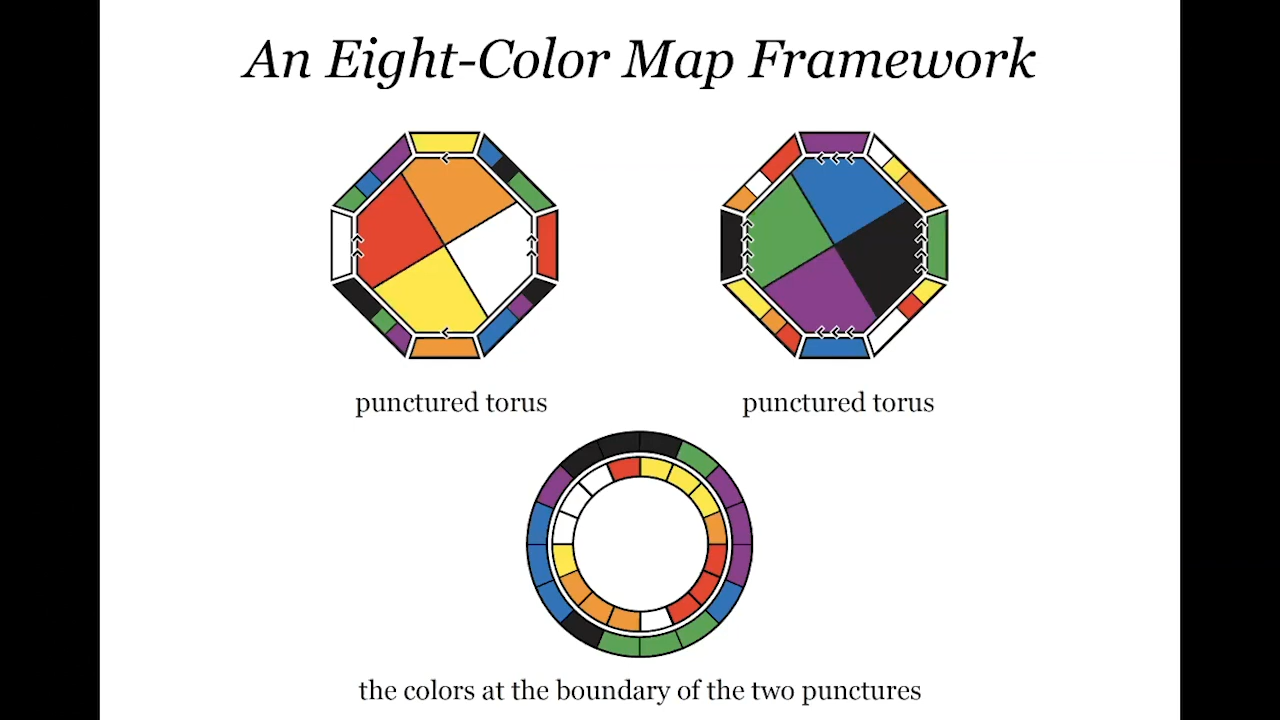 An Eight-Color Map Framework
punctured torus
punctured torus
the colors at the boundary of the two punctures